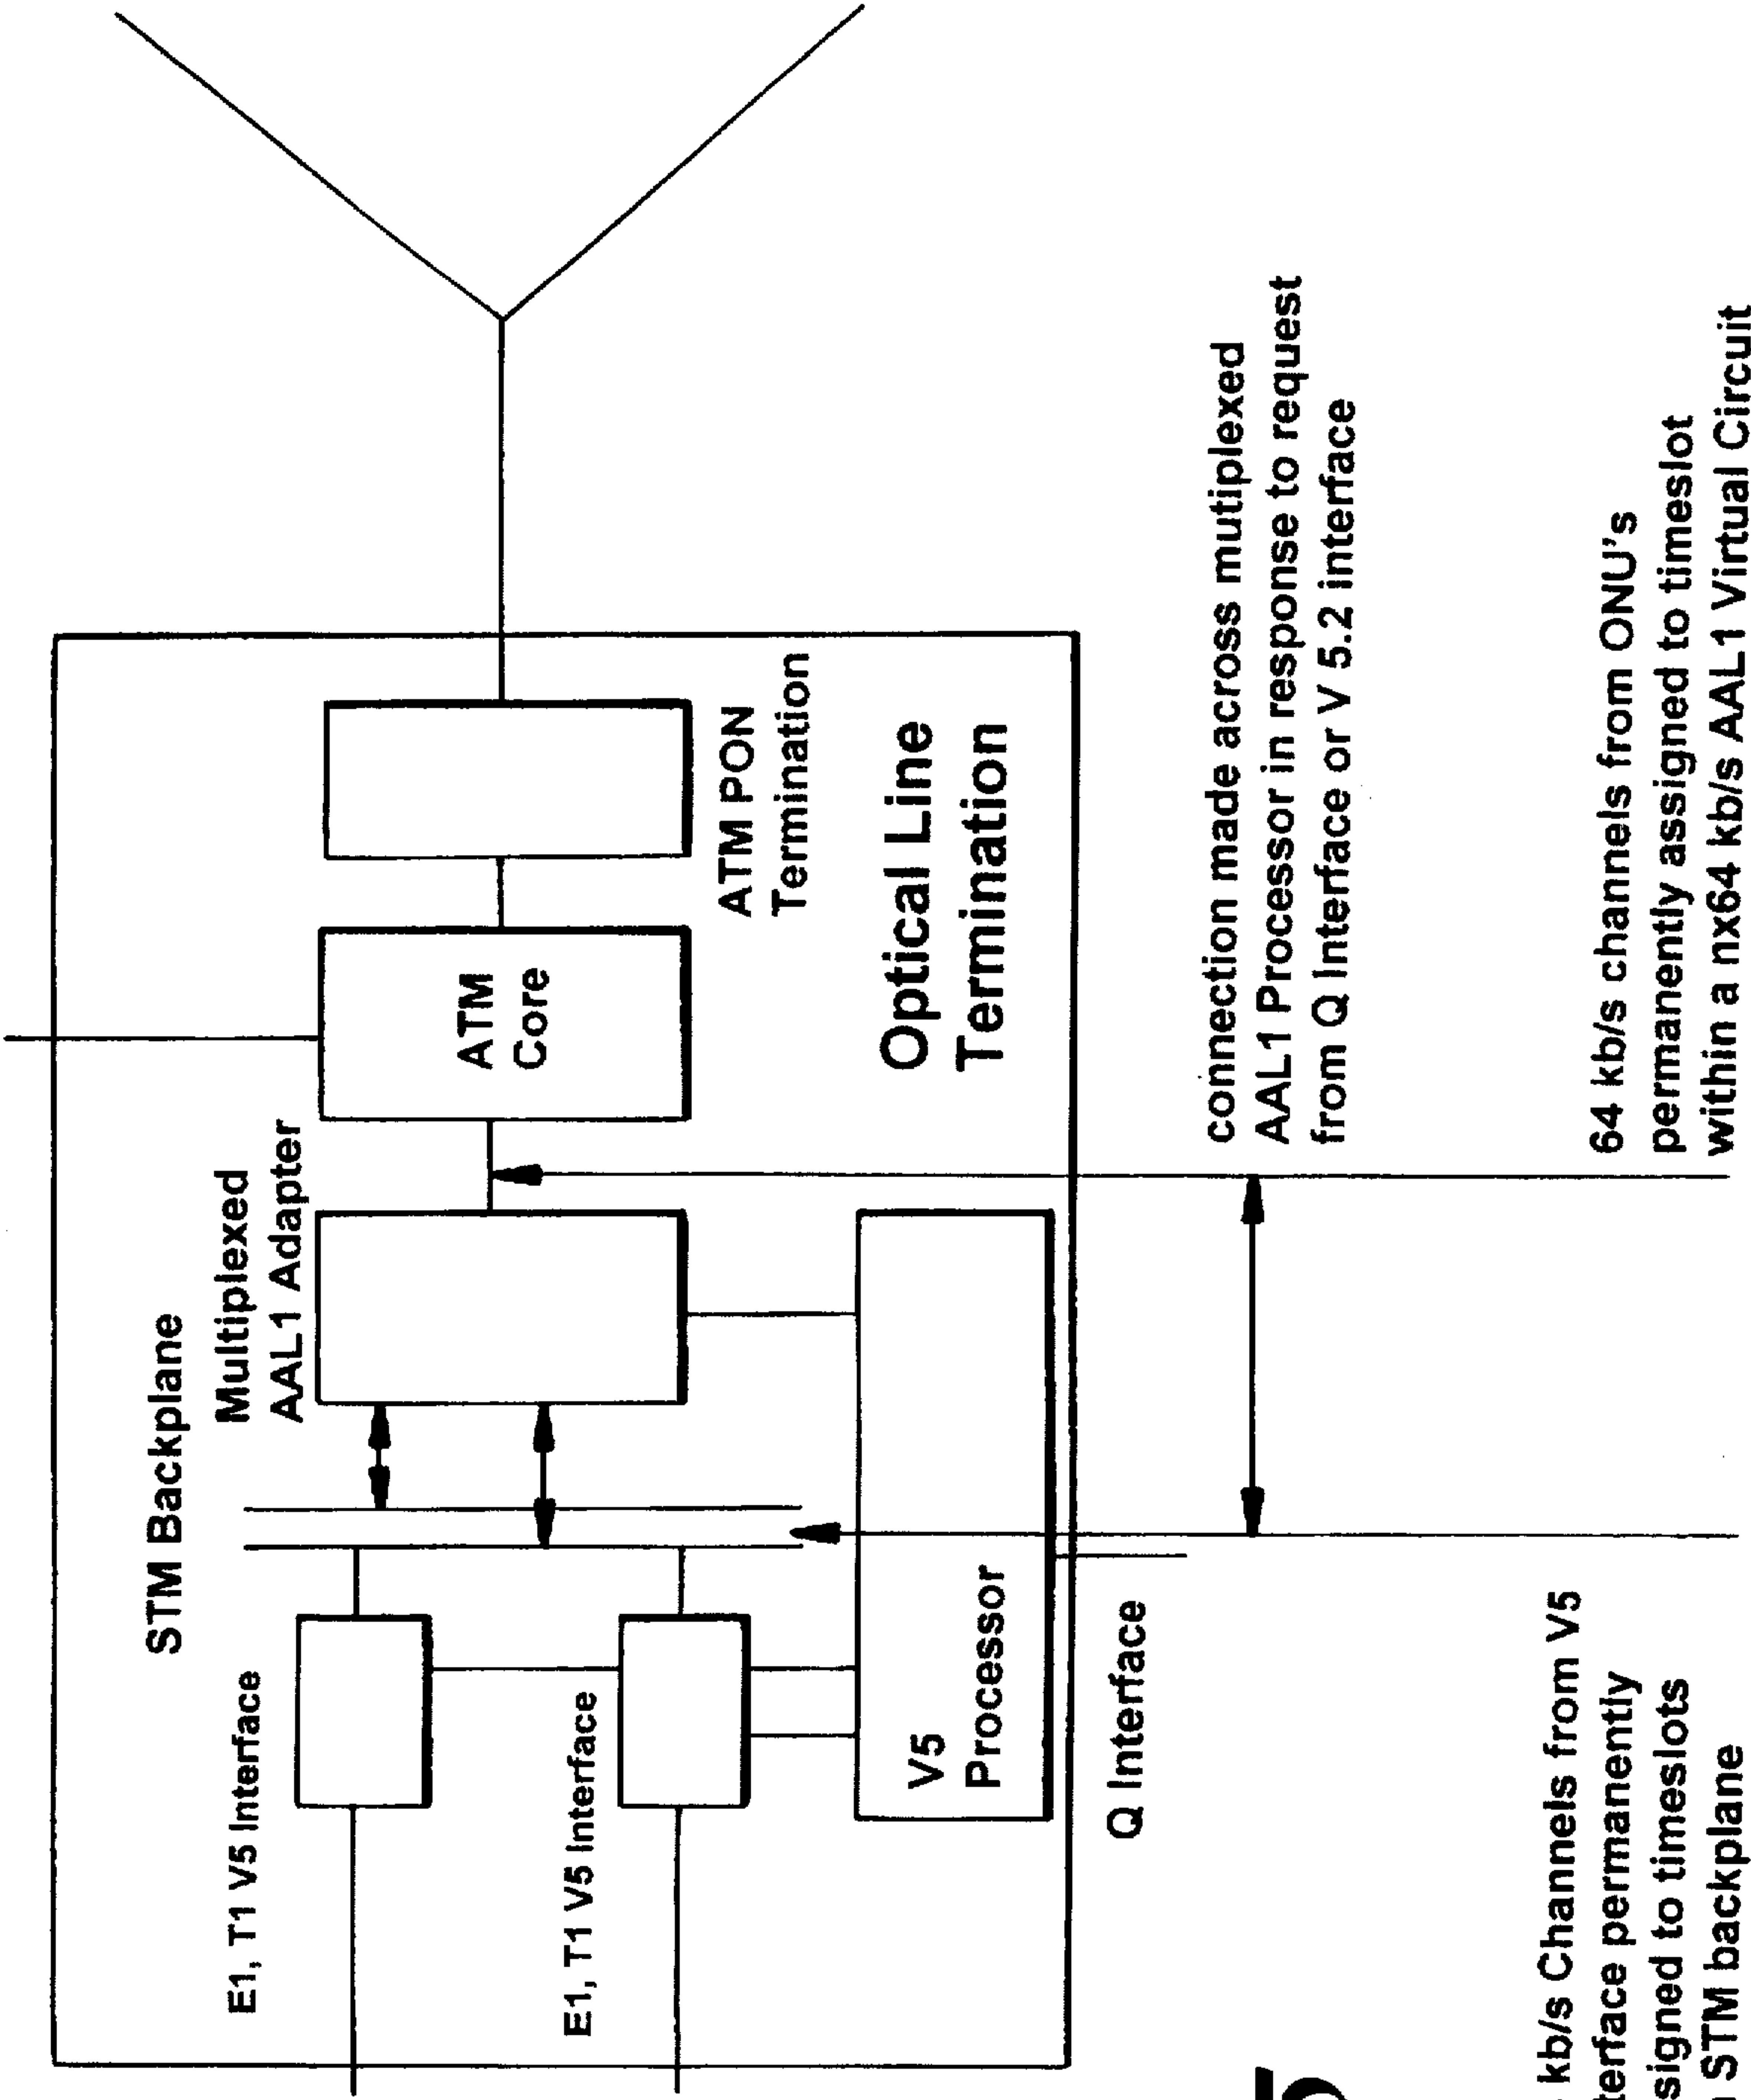 STM Backplane
Multiplexed
AAL1 Adapter
E1, T1 V5 Interface
E1, T1 V5 Interface
ATM
Core
ATM PON
Termination
Optical Line
Termination
V5
Processor
Q Interface
connection made across mutiplexed
AAL1 Processor in response to request
from Q Interface or V 5.2 interface
64 kb/s channels from ONU's
permanently assigned to timeslot
within a nx64 kb/s AAL1 Virtual Circuit
kb/s Channels from V5
permanently
to timeslots
STM backplane